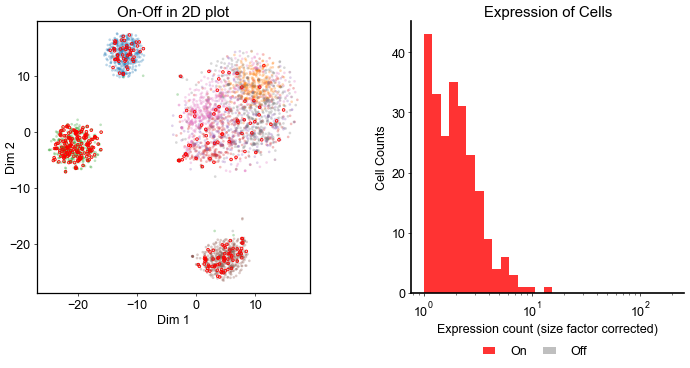 On-Off in 2D plot
Dim 2
10
0
−10
−20
−20
−10
0
10
Dim 1
Expression of Cells
Cell Counts
40
30
20
10
0
10^0
10^1
10^2
Expression count (size factor corrected)
On
Off